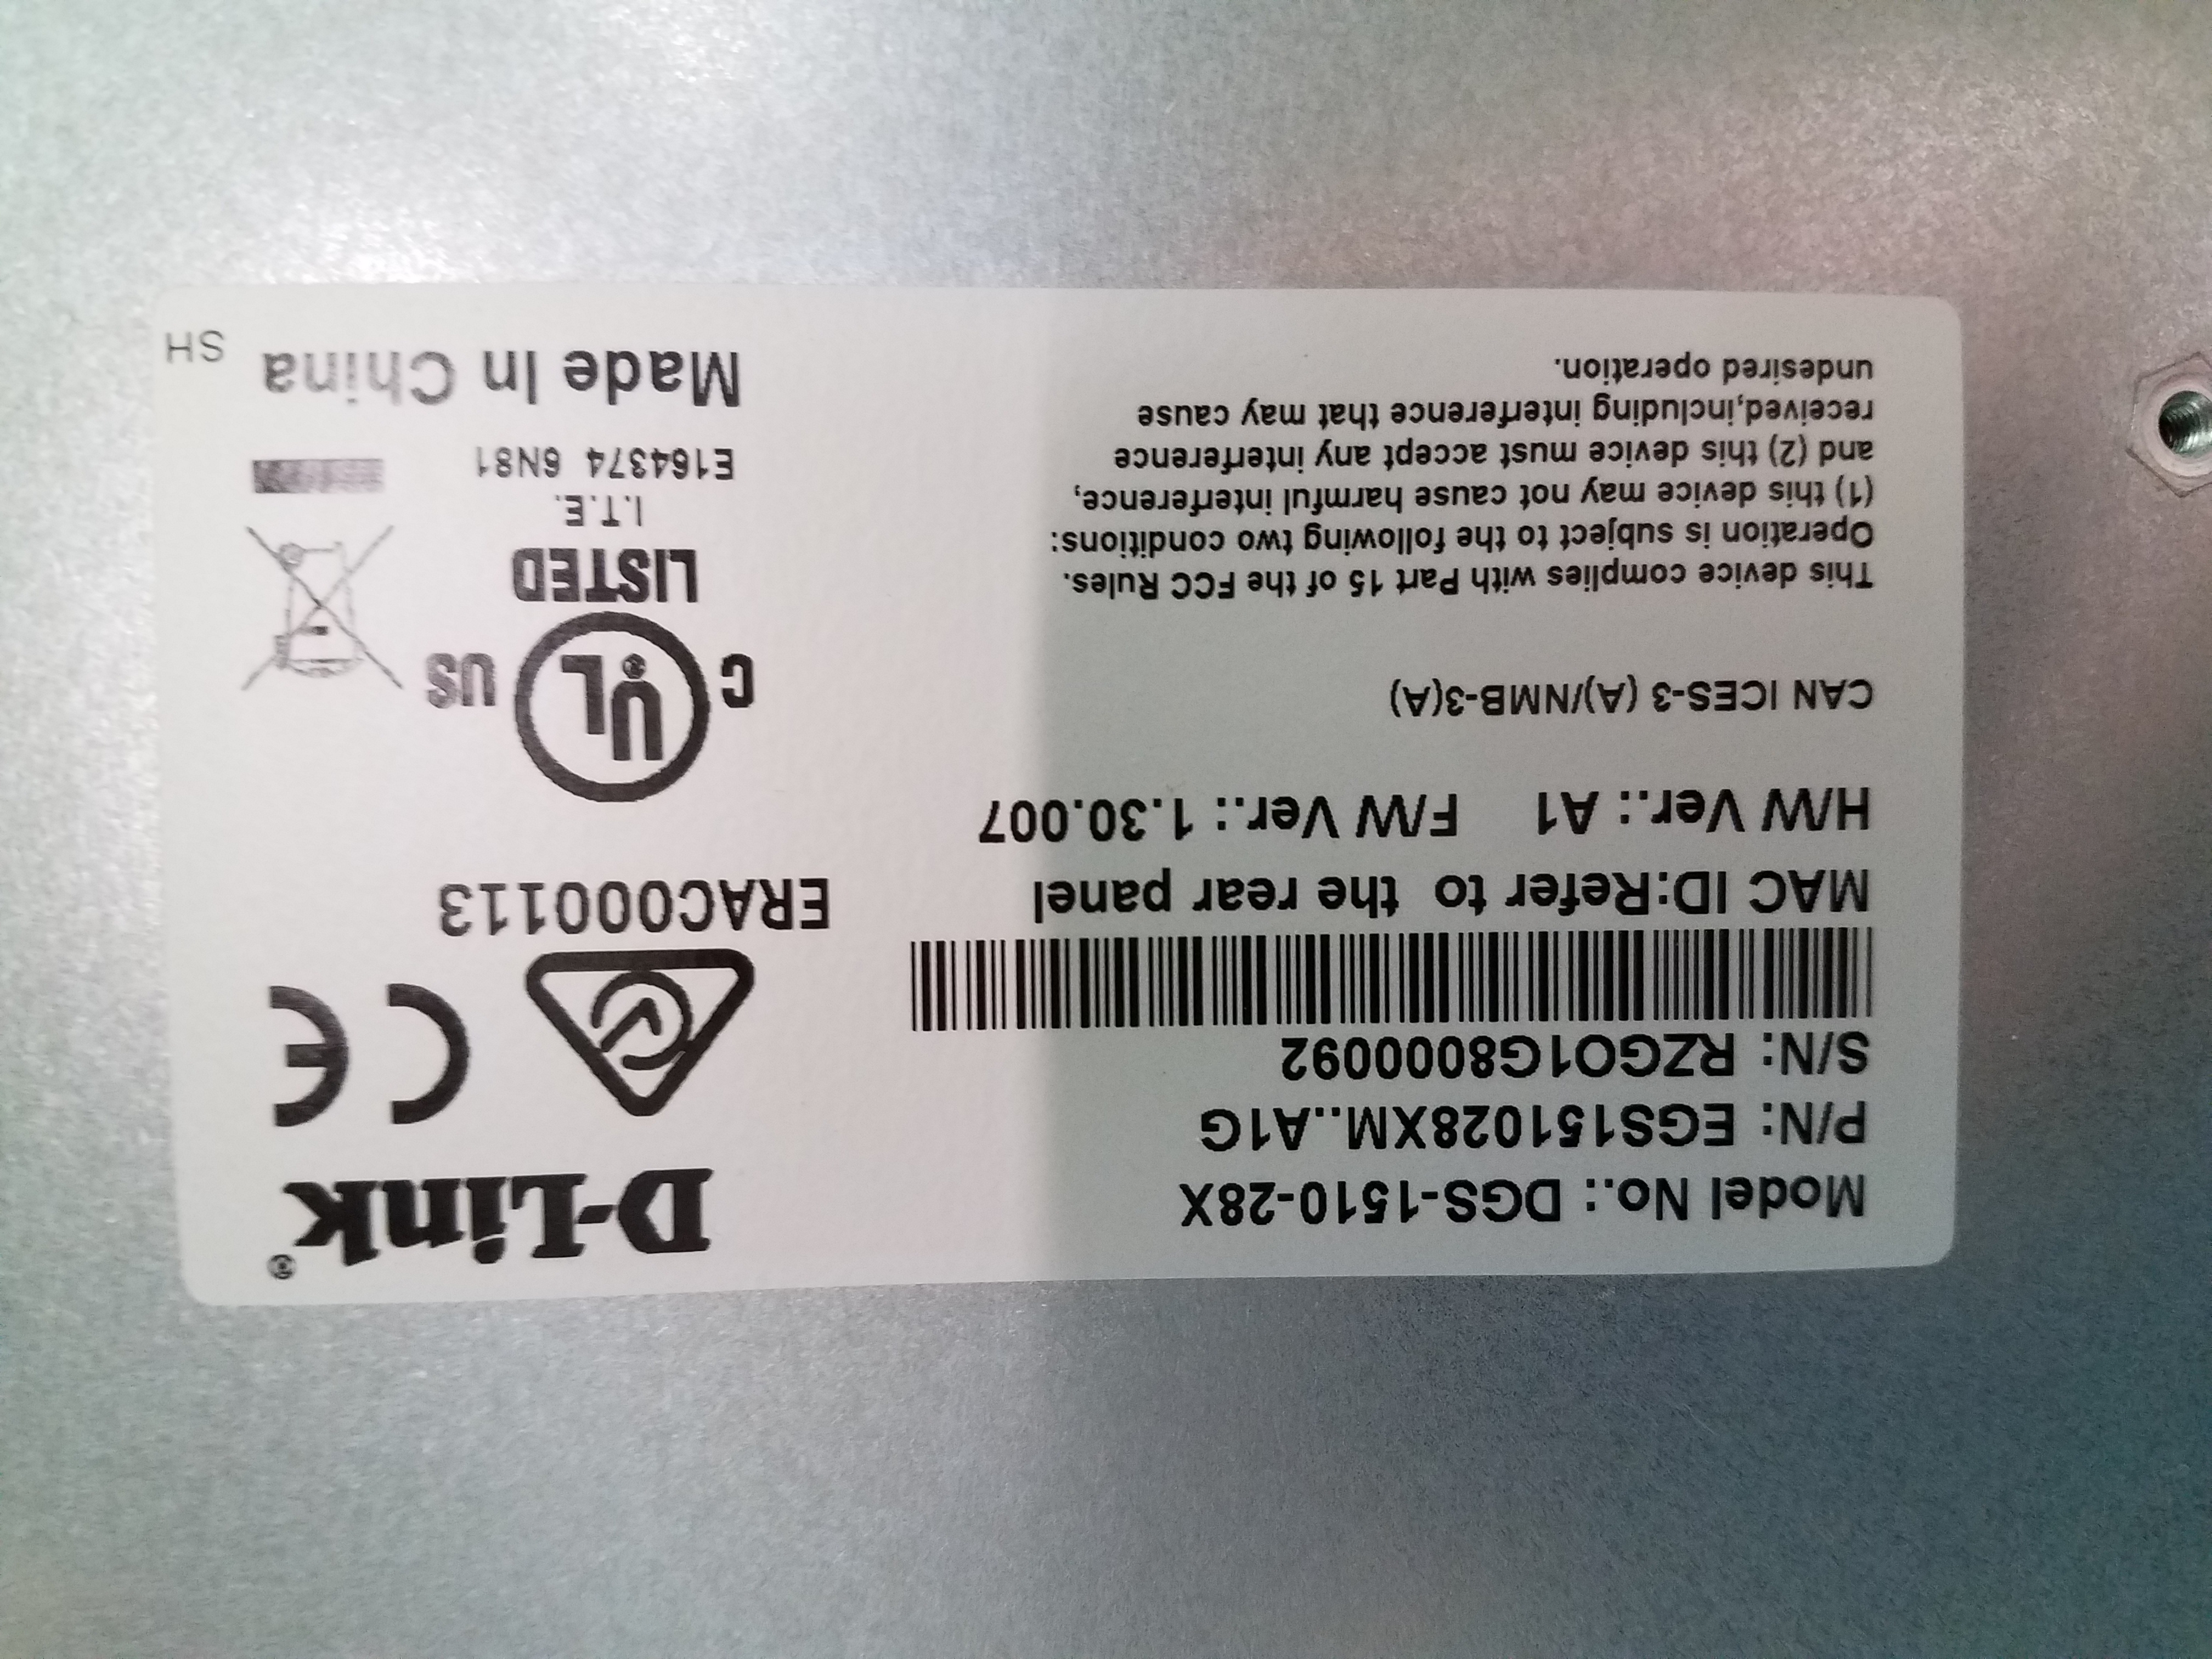 Model No.: DGS-1510-28X
P/N: EGS151028XM..A1G
S/N: RZGO1G8000092
MAC ID:Refer to the rear panel
H/W Ver.: A1 F/W Ver.: 1.30.007
CAN ICES-3 (A)/NMB-3(A)
This device complies with Part 15 of the FCC Rules.
Operation is subject to the following two conditions:
(1) this device may not cause harmful interference,
and (2) this device must accept any interference
received,including interference that may cause
undesired operation.
D-Link®
CE
ERAC000113
C UL US
LISTED
I.T.E.
E164374 6N81
Made In China
SH